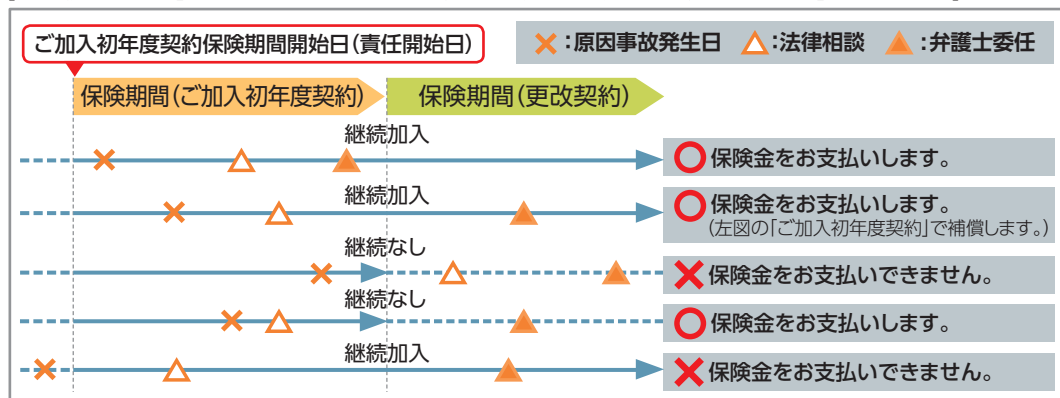 ご加入初年度契約保険期間開始日(責任開始日)
:原因事故発生日 :法律相談 :弁護士委任
保険期間(ご加入初年度契約) 保険期間(更改契約)
継続加入
保険金をお支払いします。
継続加入
保険金をお支払いします。
(左図の「ご加入初年度契約」で補償します。)
継続なし
保険金をお支払いできません。
継続なし
保険金をお支払いします。
継続加入
保険金をお支払いできません。